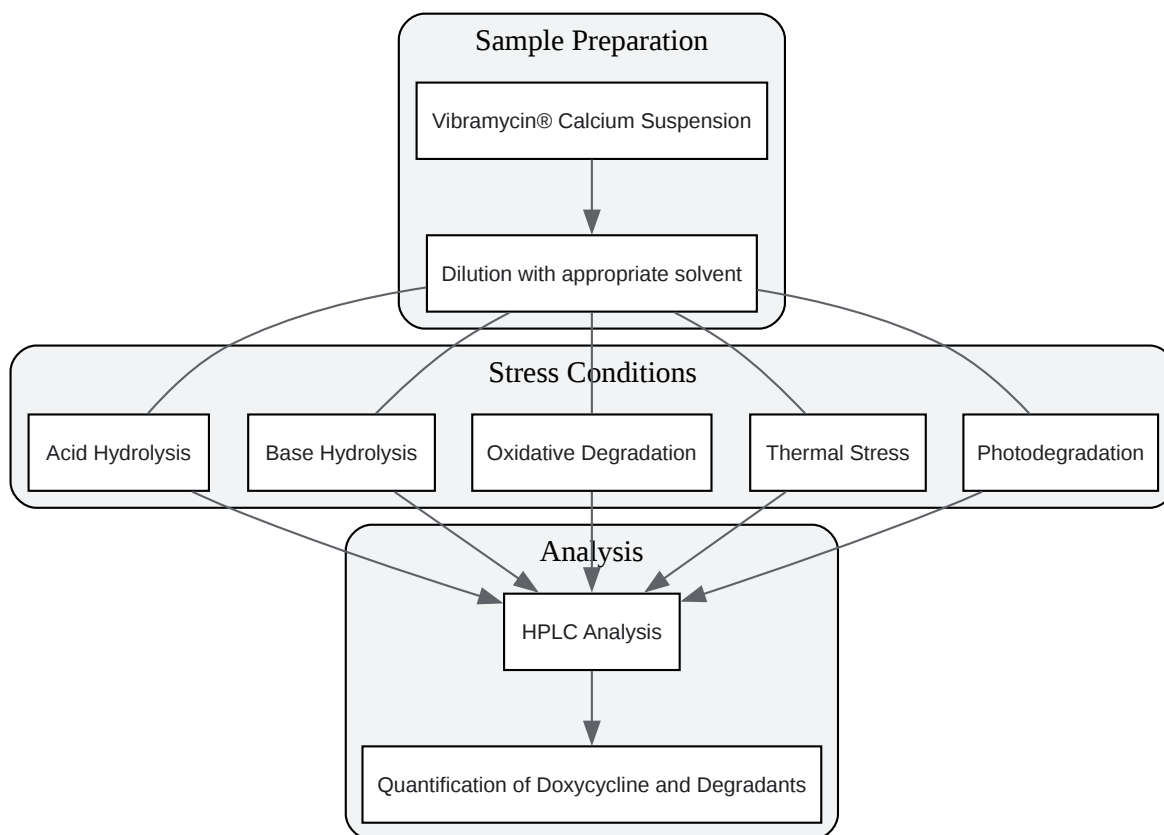 Sample Preparation
Vibramycin® Calcium Suspension
Dilution with appropriate solvent
Stress Conditions
Acid Hydrolysis
Base Hydrolysis
Oxidative Degradation
Thermal Stress
Photodegradation
Analysis
HPLC Analysis
Quantification of Doxycycline and Degradants